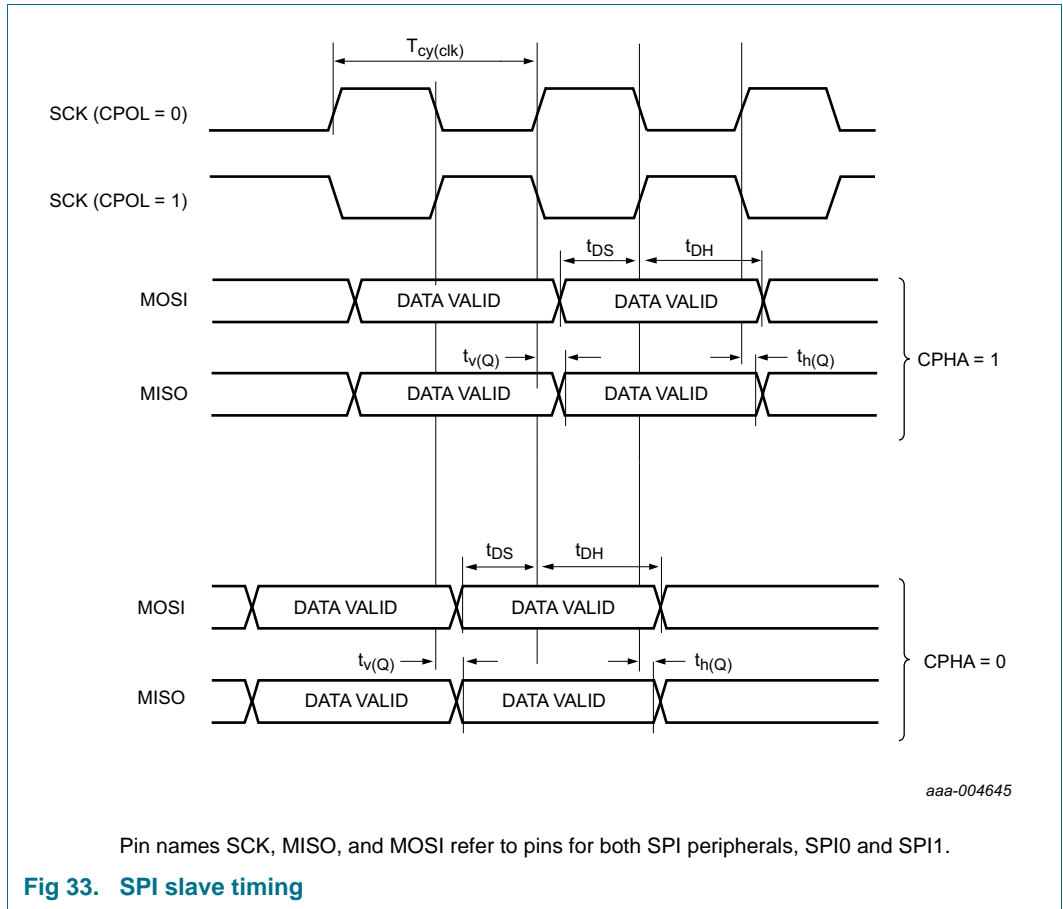 Tcy(clk)
SCK (CPOL = 0)
SCK (CPOL = 1)
tDS tDH
MOSI DATA VALID DATA VALID
tv(Q) th(Q)
CPHA = 1
MISO DATA VALID DATA VALID
tDS tDH
MOSI DATA VALID DATA VALID
tv(Q) th(Q)
CPHA = 0
MISO DATA VALID DATA VALID
aaa-004645
Pin names SCK, MISO, and MOSI refer to pins for both SPI peripherals, SPI0 and SPI1.
Fig 33. SPI slave timing